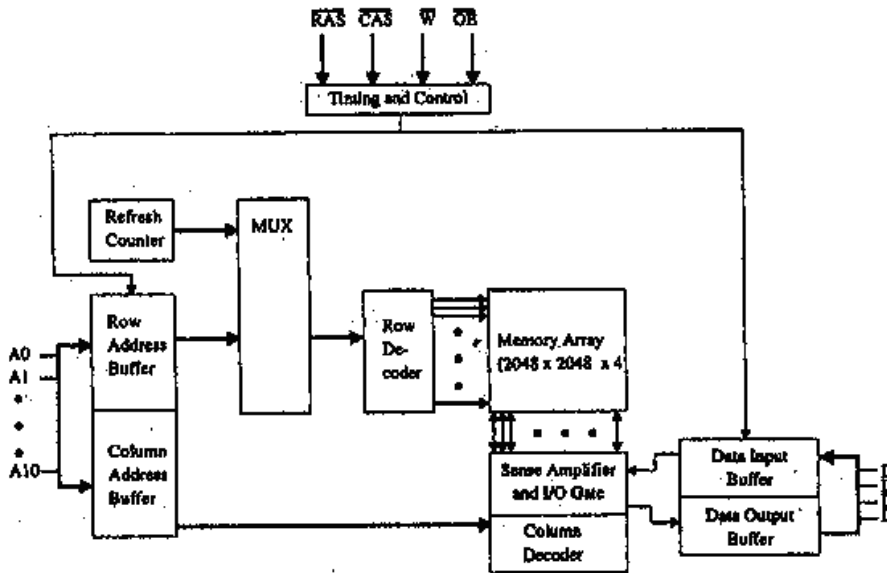 RAS CAS W OE
Timing and Control
Refresh
Counter
MUX
Row
Address
Buffer
Row
De-
coder
Memory Array
(2048 x 2048 x 4
A0
A1
A10
Column
Address
Buffer
Sense Amplifier
and I/O Gate
Column
Decoder
Data Input
Buffer
Data Output
Buffer